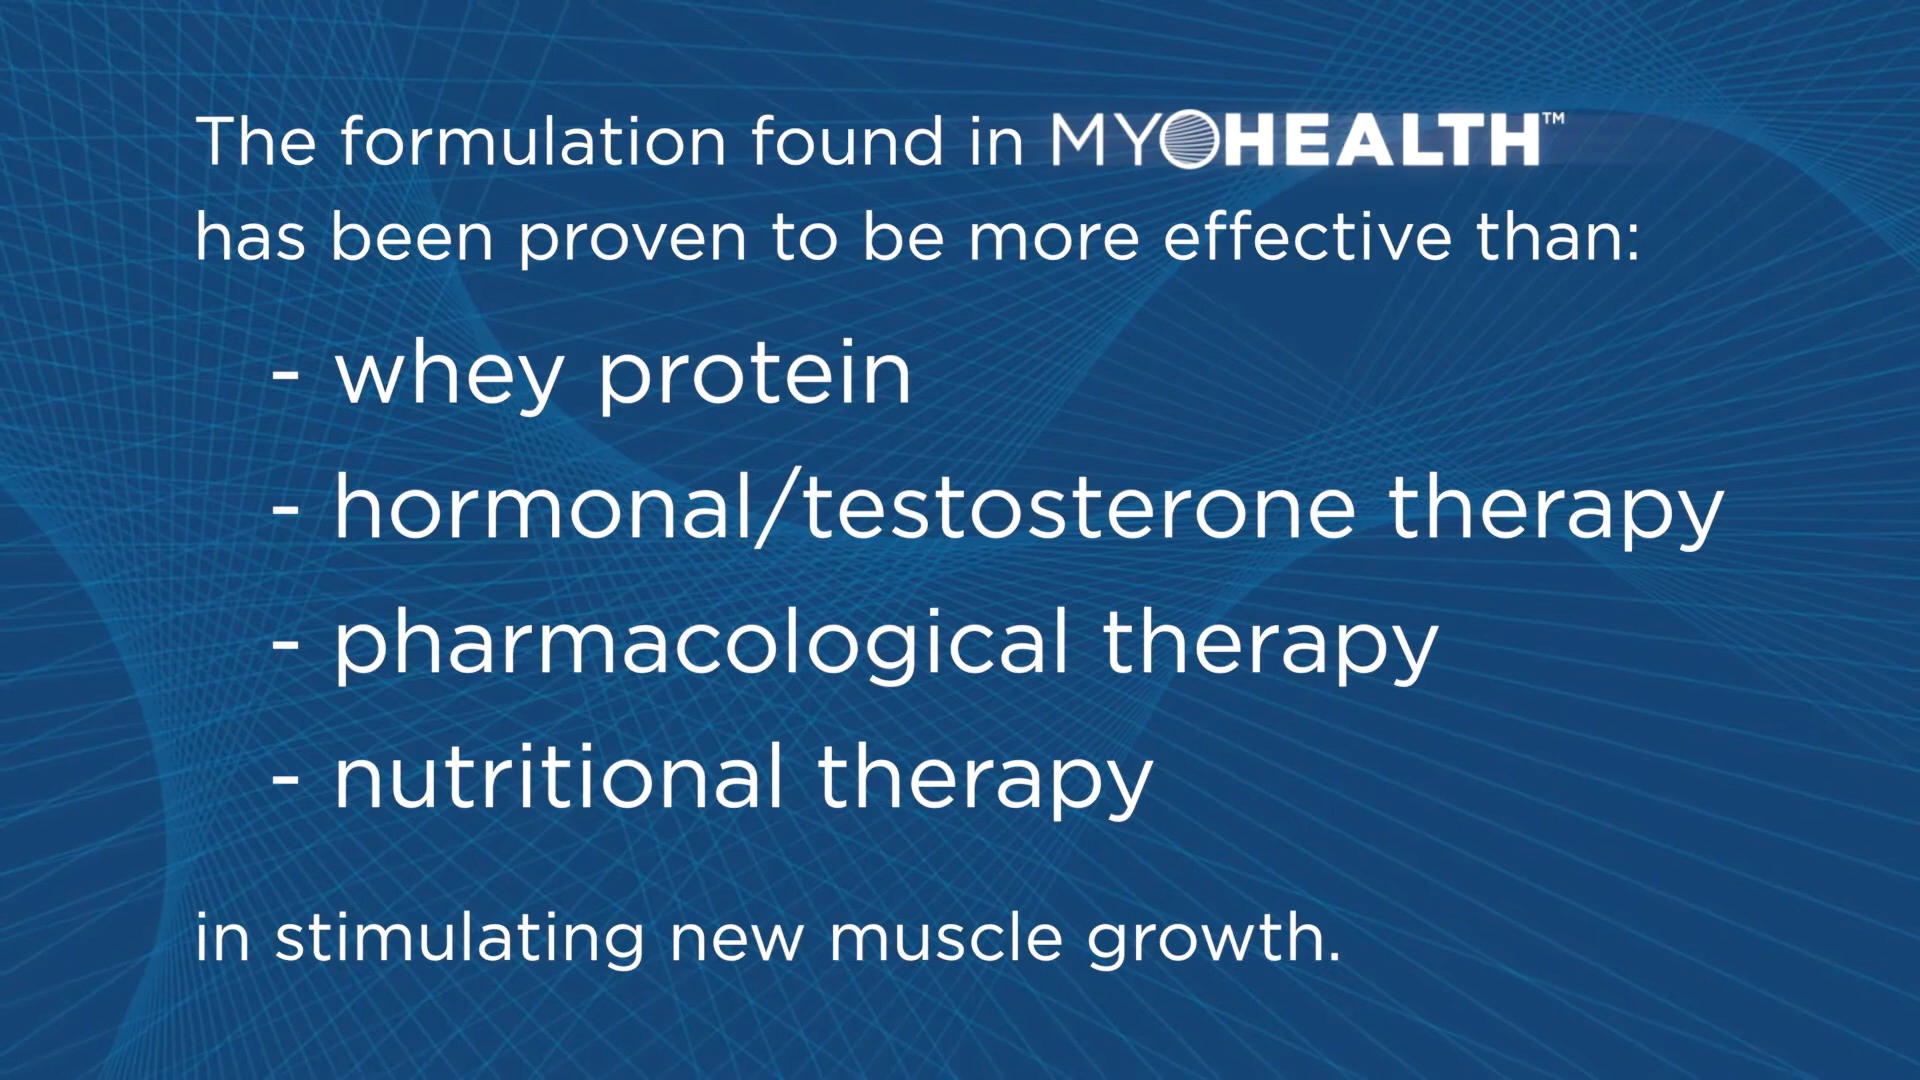 The formulation found in MYOHEALTH™
has been proven to be more effective than:
- whey protein
- hormonal/testosterone therapy
- pharmacological therapy
- nutritional therapy
in stimulating new muscle growth.